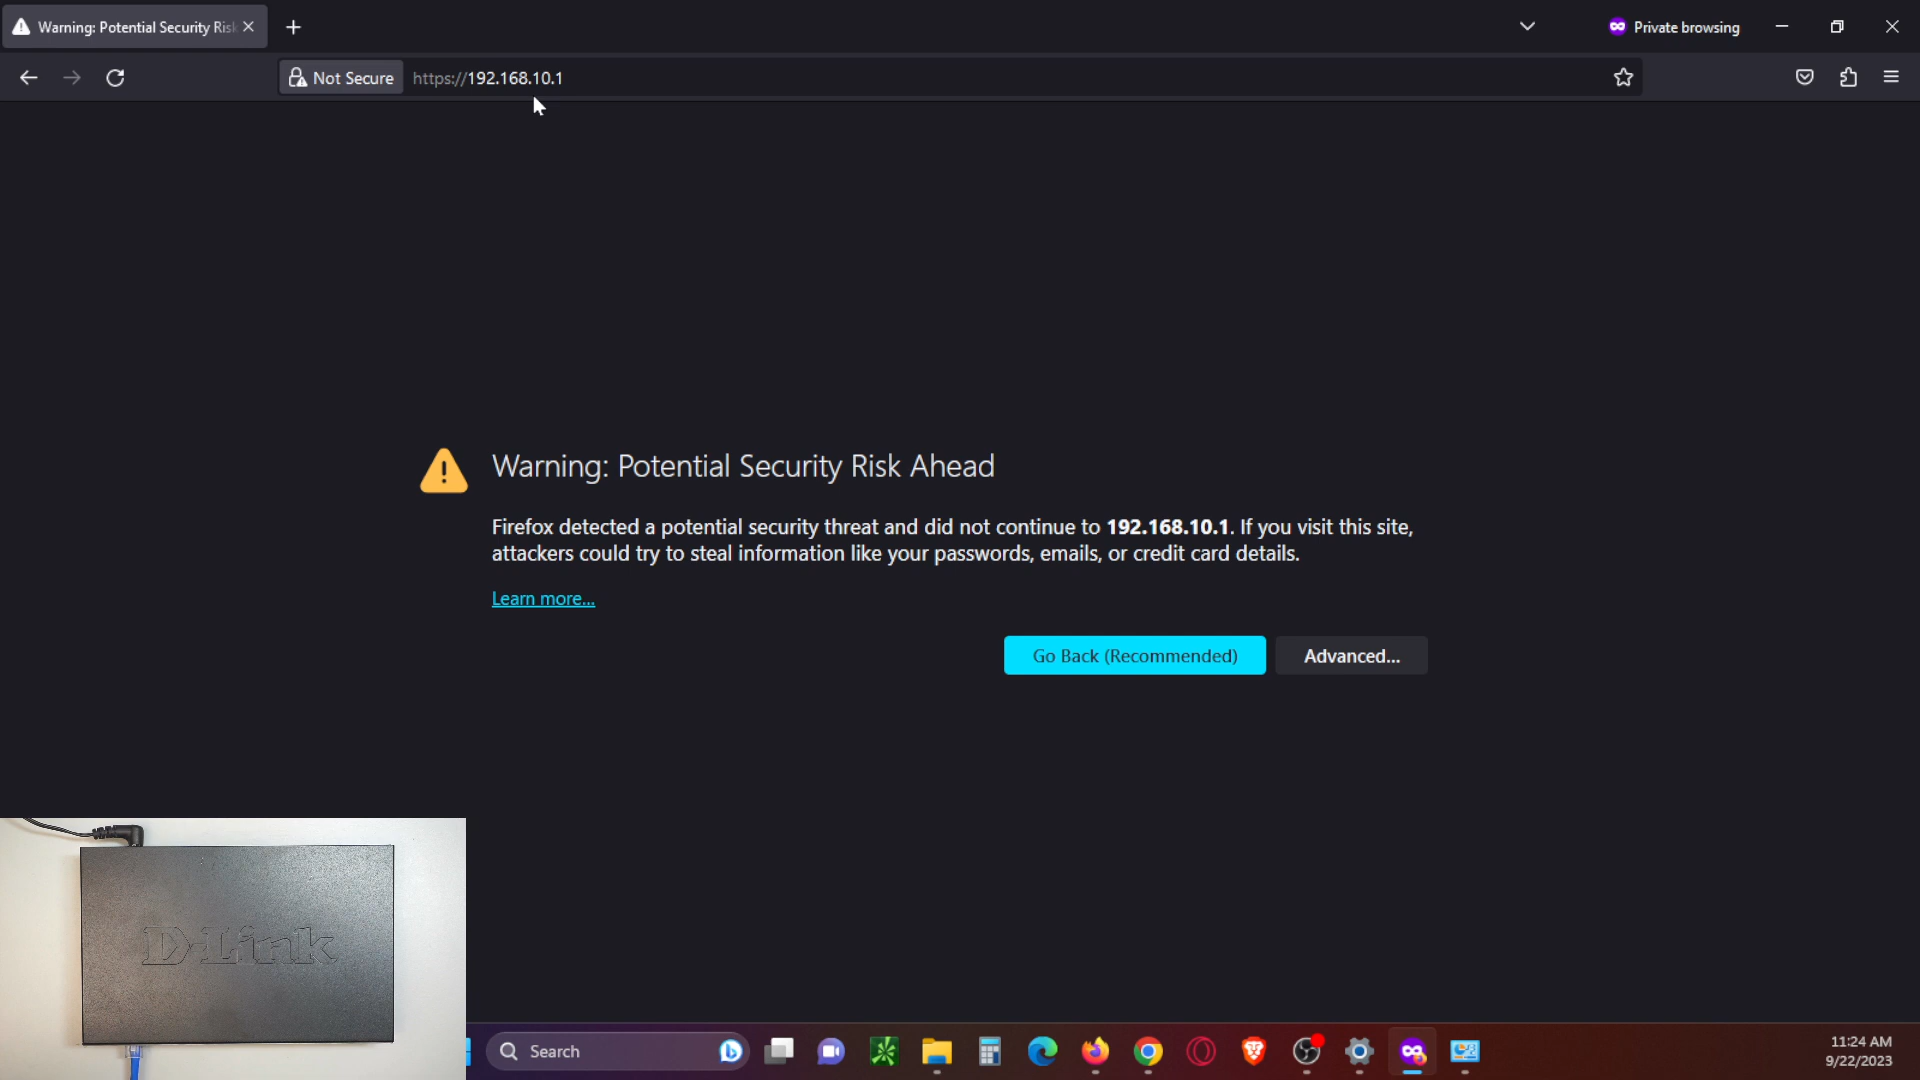 Warning: Potential Security Ris
Private browsing
Not Secure
https://192.168.10.1
Warning: Potential Security Risk Ahead
Firefox detected a potential security threat and did not continue to 192.168.10.1. If you visit this site,
attackers could try to steal information like your passwords, emails, or credit card details.
Learn more...
Go Back (Recommended)
Advanced...
D-Link
Search
11:24 AM
9/22/2023